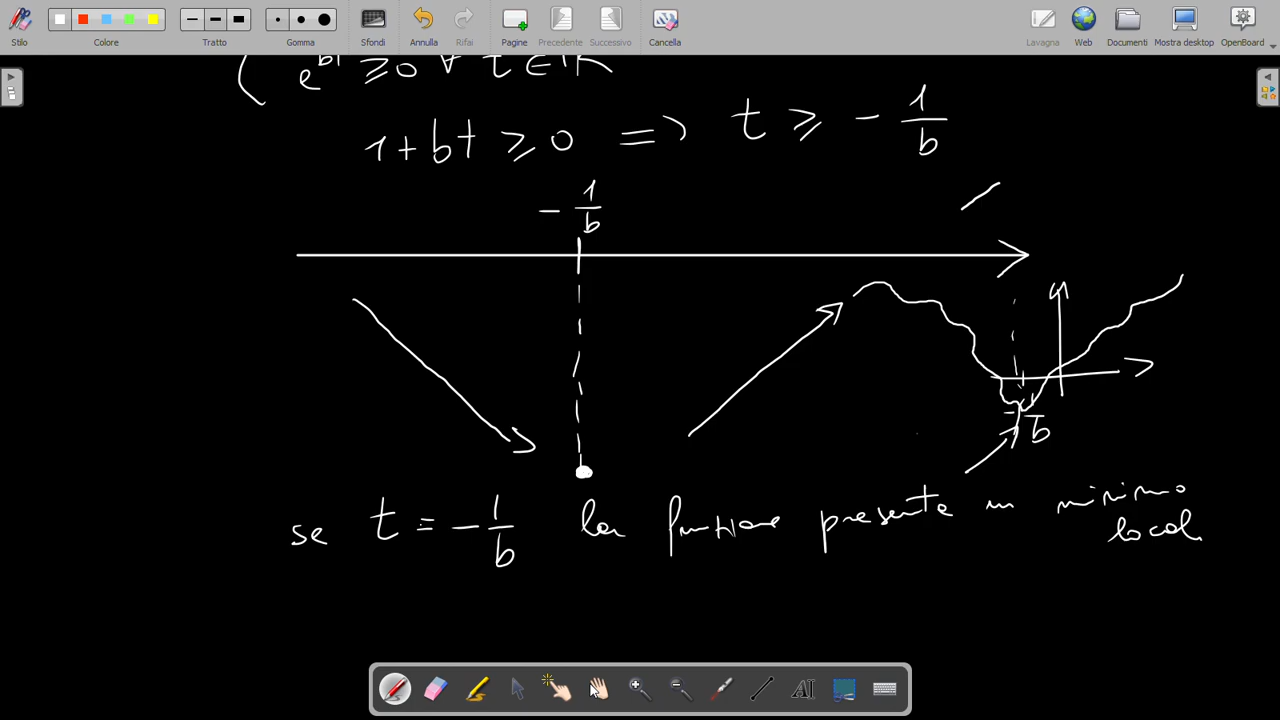 Stilo Colore Tratto Gomma Sfondi Annulla Rifai Pagine Precedente Successivo Cancella Lavagna Web Documenti Mostra desktop OpenBoard
e^{bt} ≥0 ∀ t ∈ ℝ
1+bt ≥ 0 => t ≥ - 1/b
- 1/b
- 1/b
se t = - 1/b la funzione presenta un minimo
local